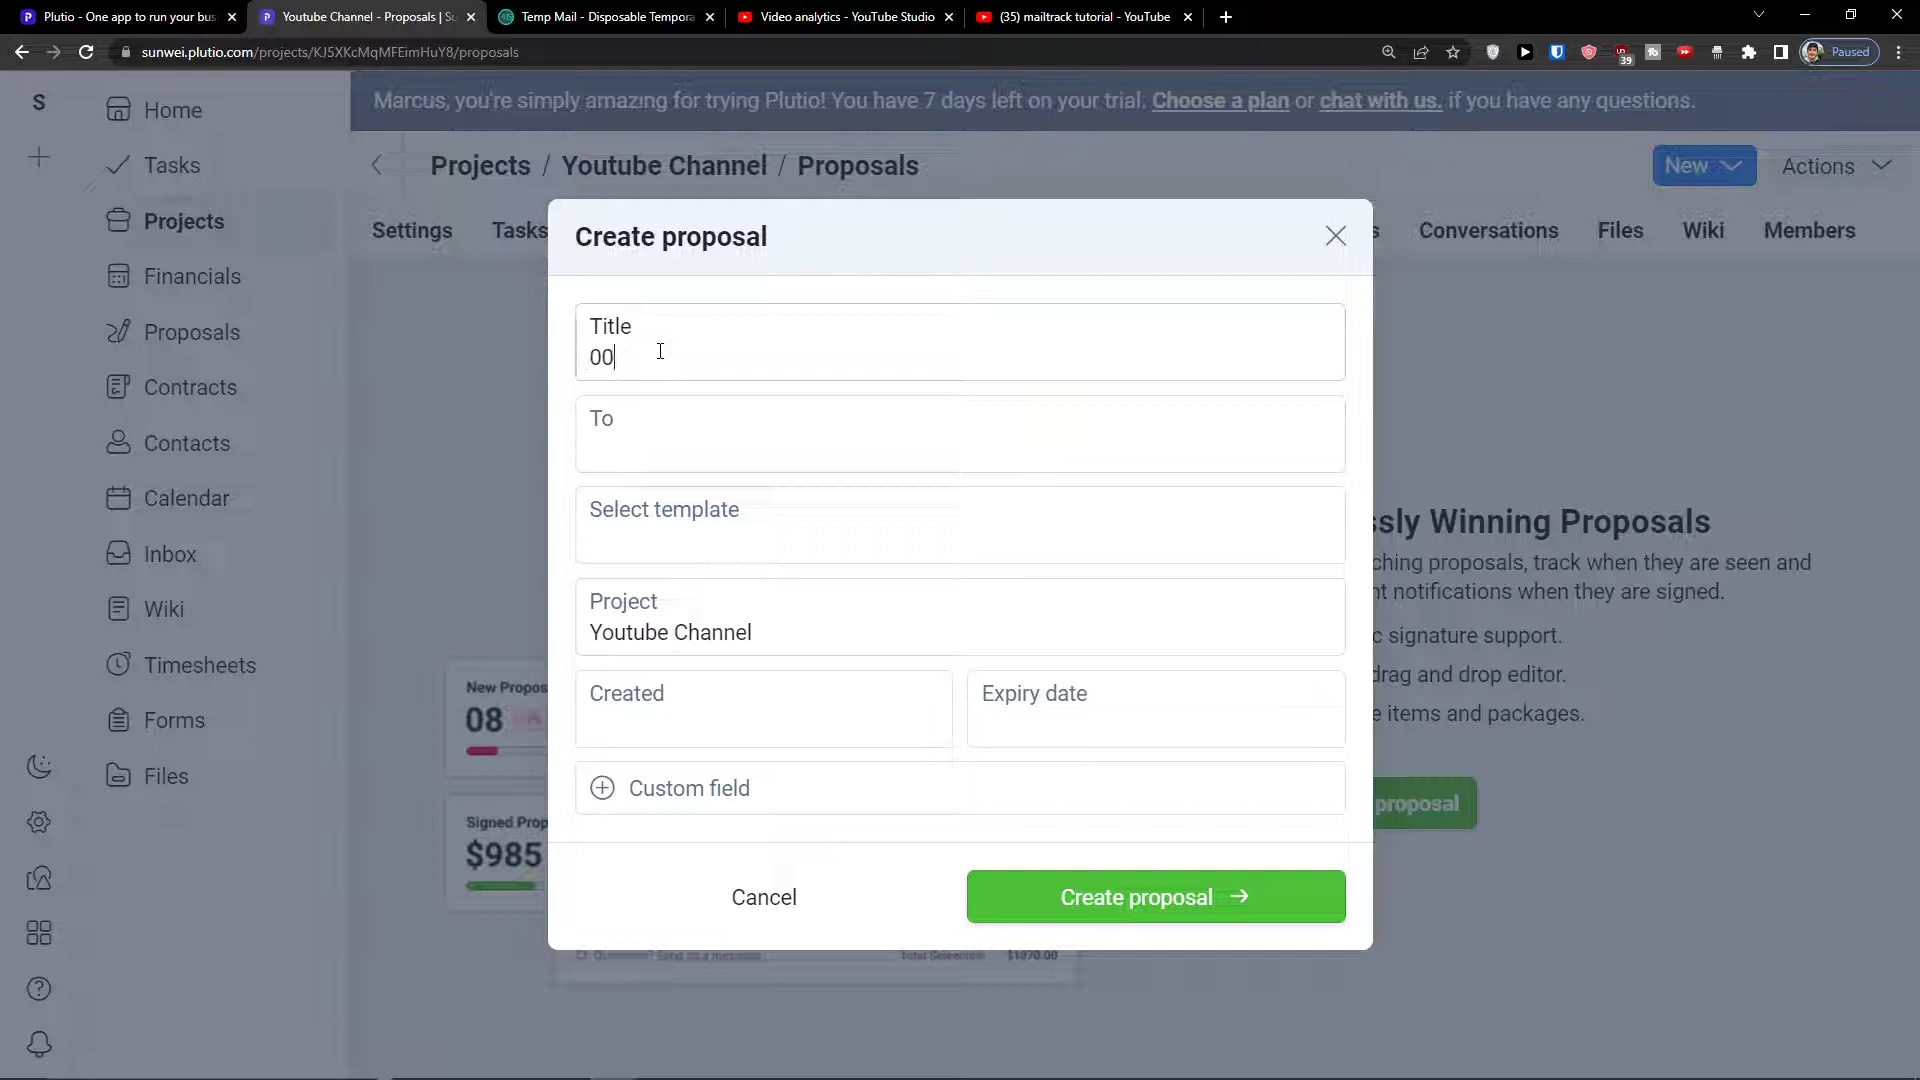 Plutio - One app to run your bus
Youtube Channel - Proposals | Su
Temp Mail - Disposable Tempora
Video analytics - YouTube Studio
(35) mailtrack tutorial - YouTube
sunwei.plutio.com/projects/KJ5XKcMqMFEimHuY8/proposals
39
Paused
S
Home
Tasks
Projects
Financials
Proposals
Contracts
Contacts
Calendar
Inbox
Wiki
Timesheets
Forms
Files
Marcus, you're simply amazing for trying Plutio! You have 7 days left on your trial. Choose a plan or chat with us. if you have any questions.
Projects / Youtube Channel / Proposals
New
Actions
Settings
Tasks
s
Conversations
Files
Wiki
Members
Create proposal
Title
00
To
Select template
Project
Youtube Channel
Created
Expiry date
Custom field
Cancel
Create proposal
ssly Winning Proposals
ching proposals, track when they are seen and
nt notifications when they are signed.
c signature support.
drag and drop editor.
e items and packages.
proposal
New Propos
08
Signed Prop
$985
$1970.00